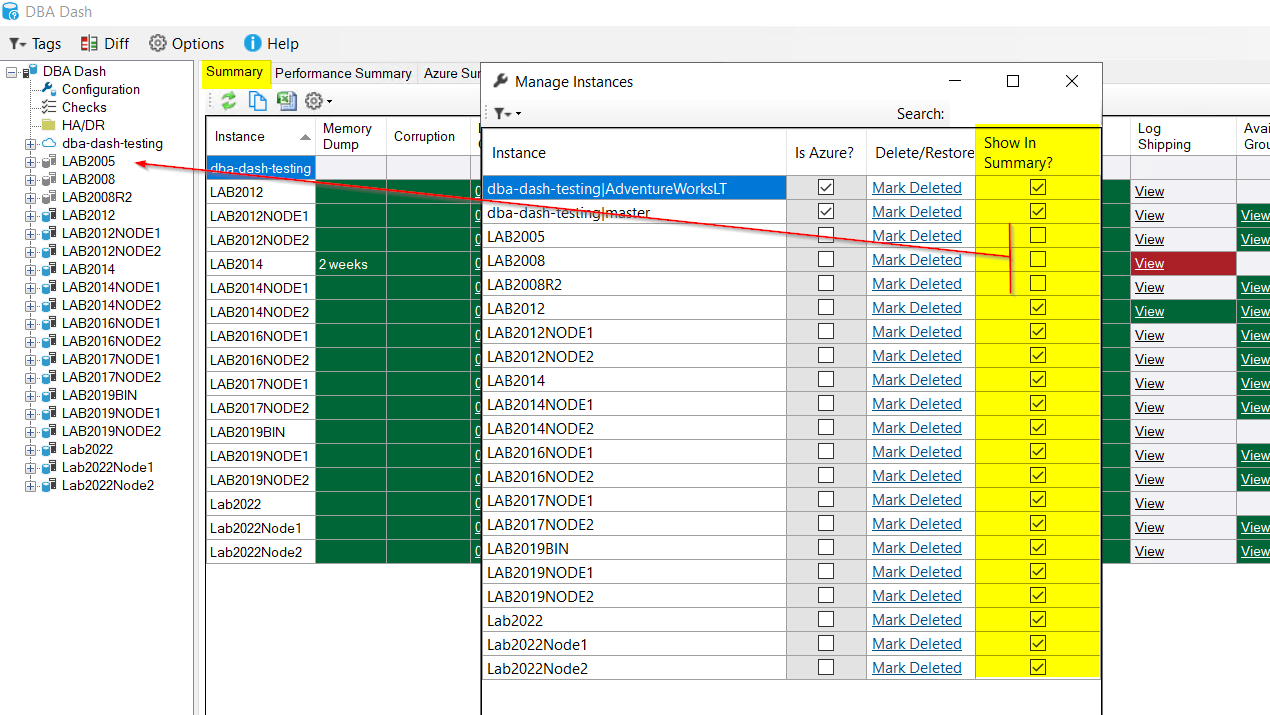 DBA Dash
Tags Diff Options Help
DBA Dash
Configuration
Checks
HA/DR
dba-dash-testing
LAB2005
LAB2008
LAB2008R2
LAB2012
LAB2012NODE1
LAB2012NODE2
LAB2014
LAB2014NODE1
LAB2014NODE2
LAB2016NODE1
LAB2016NODE2
LAB2017NODE1
LAB2017NODE2
LAB2019BIN
LAB2019NODE1
LAB2019NODE2
Lab2022
Lab2022Node1
Lab2022Node2
Summary Performance Summary Azure Sum
Instance Memory Dump Corruption
dba-dash-testing
LAB2012
LAB2012NODE1
LAB2012NODE2
LAB2014 2 weeks
LAB2014NODE1
LAB2014NODE2
LAB2016NODE1
LAB2016NODE2
LAB2017NODE1
LAB2017NODE2
LAB2019BIN
LAB2019NODE1
LAB2019NODE2
Lab2022
Lab2022Node1
Lab2022Node2
Manage Instances
Search:
Instance Is Azure? Delete/Restore Show In Summary?
dba-dash-testing|AdventureWorksLT Mark Deleted
dba-dash-testing|master Mark Deleted
LAB2005 Mark Deleted
LAB2008 Mark Deleted
LAB2008R2 Mark Deleted
LAB2012 Mark Deleted
LAB2012NODE1 Mark Deleted
LAB2012NODE2 Mark Deleted
LAB2014 Mark Deleted
LAB2014NODE1 Mark Deleted
LAB2014NODE2 Mark Deleted
LAB2016NODE1 Mark Deleted
LAB2016NODE2 Mark Deleted
LAB2017NODE1 Mark Deleted
LAB2017NODE2 Mark Deleted
LAB2019BIN Mark Deleted
LAB2019NODE1 Mark Deleted
LAB2019NODE2 Mark Deleted
Lab2022 Mark Deleted
Lab2022Node1 Mark Deleted
Lab2022Node2 Mark Deleted
Log Avai
Shipping Grou
View
View View
View View
View
View View
View View
View View
View View
View View
View View
View
View View
View View
View
View View
View View